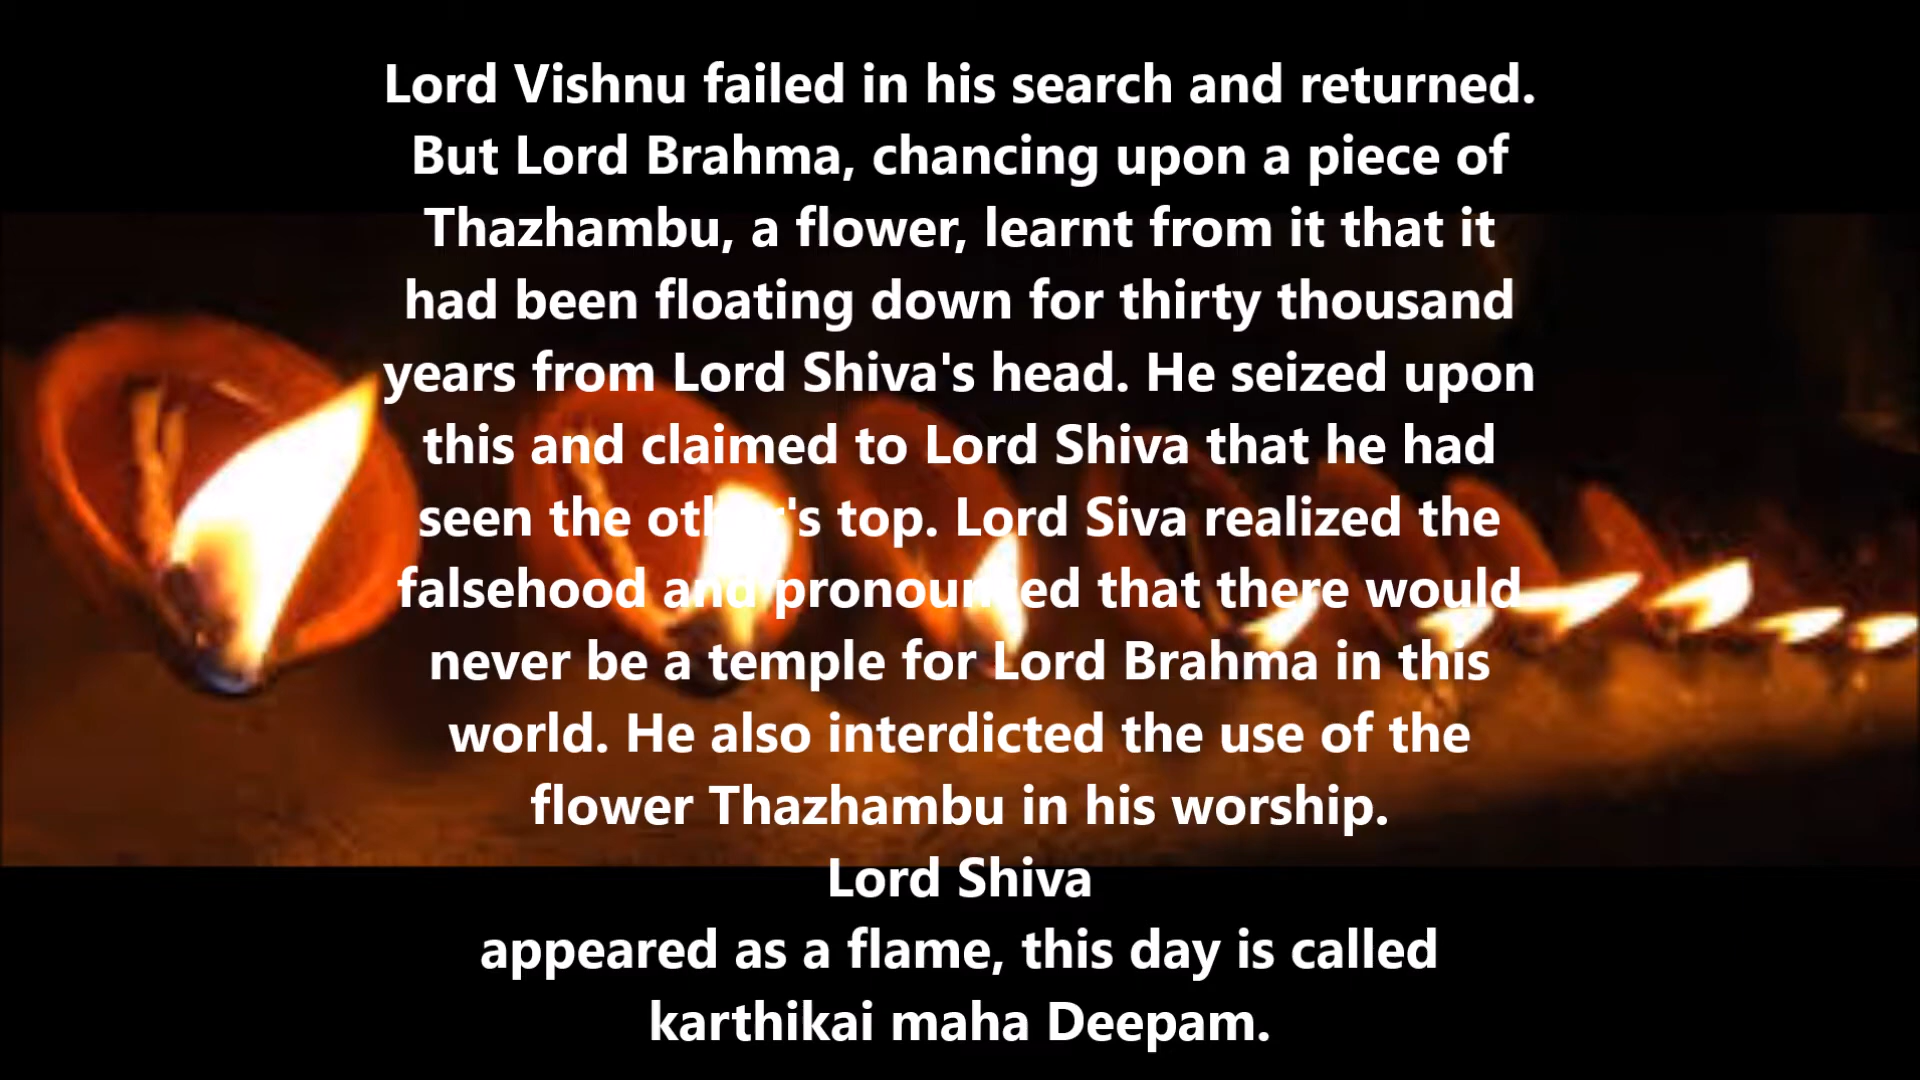 Lord Vishnu failed in his search and returned.
But Lord Brahma, chancing upon a piece of
Thazhambu, a flower, learnt from it that it
had been floating down for thirty thousand
years from Lord Shiva's head. He seized upon
this and claimed to Lord Shiva that he had
seen the other's top. Lord Siva realized the
falsehood and pronounced that there would
never be a temple for Lord Brahma in this
world. He also interdicted the use of the
flower Thazhambu in his worship.
Lord Shiva
appeared as a flame, this day is called
karthikai maha Deepam.